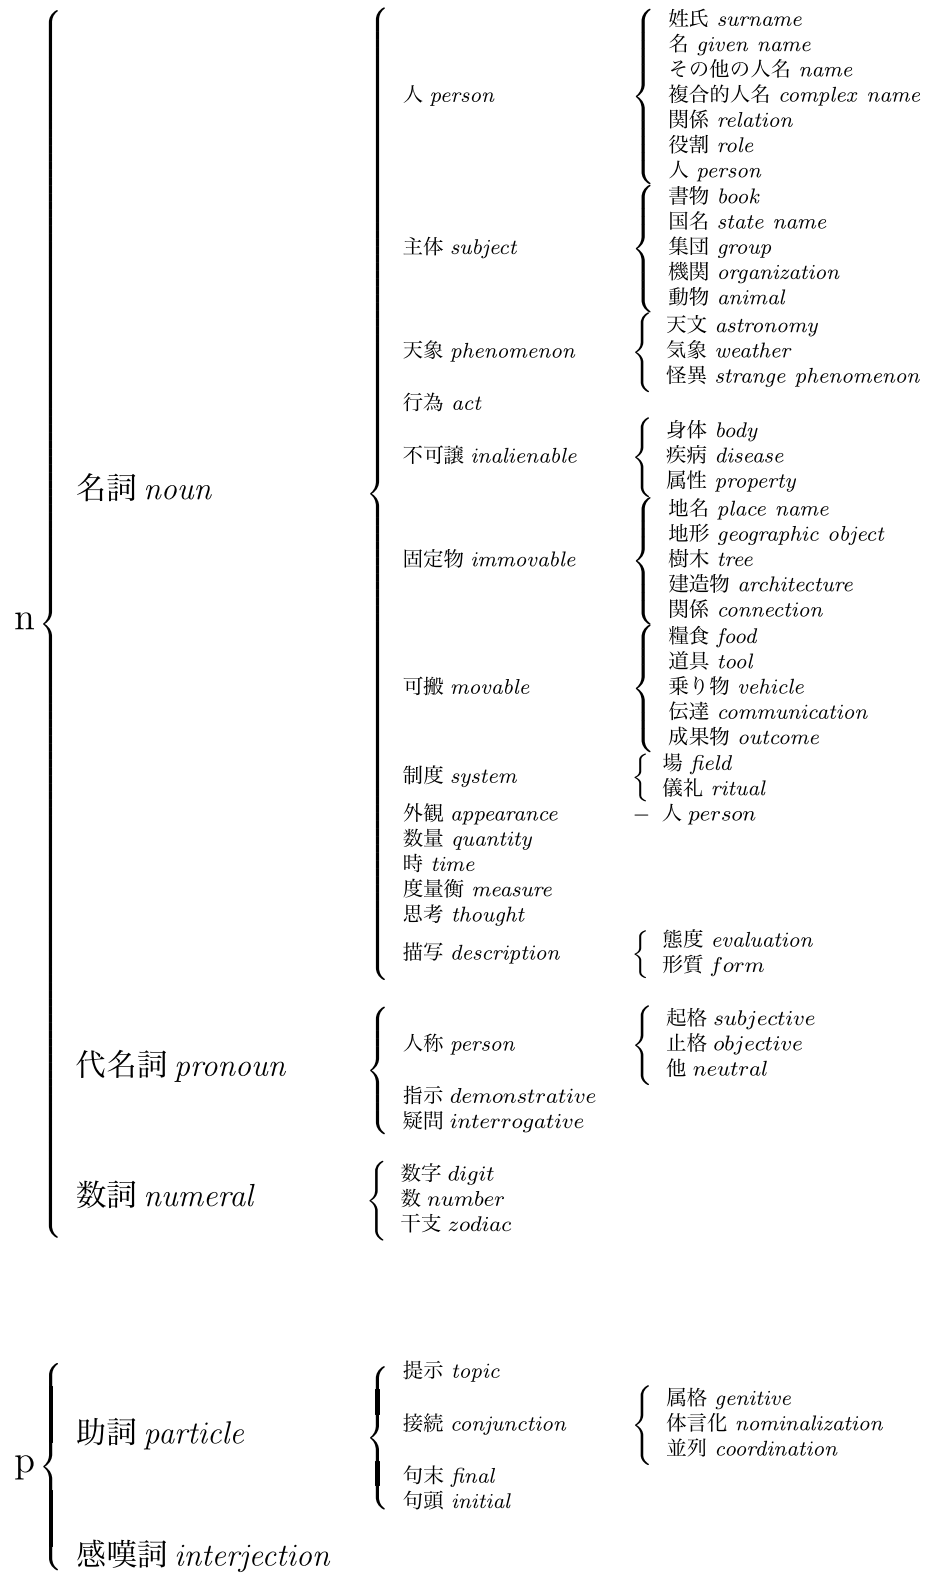 n
名詞 noun
人 person
姓氏 surname
名 given name
その他の人名 name
複合的人名 complex name
関係 relation
役割 role
人 person
主体 subject
書物 book
国名 state name
集団 group
機関 organization
動物 animal
天象 phenomenon
天文 astronomy
気象 weather
怪異 strange phenomenon
行為 act
不可譲 inalienable
身体 body
疾病 disease
属性 property
固定物 immovable
地名 place name
地形 geographic object
樹木 tree
建造物 architecture
関係 connection
可搬 movable
糧食 food
道具 tool
乗り物 vehicle
伝達 communication
成果物 outcome
制度 system
場 field
儀礼 ritual
外観 appearance
– 人 person
数量 quantity
時 time
度量衡 measure
思考 thought
描写 description
態度 evaluation
形質 form
代名詞 pronoun
人称 person
起格 subjective
止格 objective
他 neutral
指示 demonstrative
疑問 interrogative
数詞 numeral
数字 digit
数 number
干支 zodiac
p
助詞 particle
提示 topic
接続 conjunction
属格 genitive
体言化 nominalization
並列 coordination
句末 final
句頭 initial
感嘆詞 interjection